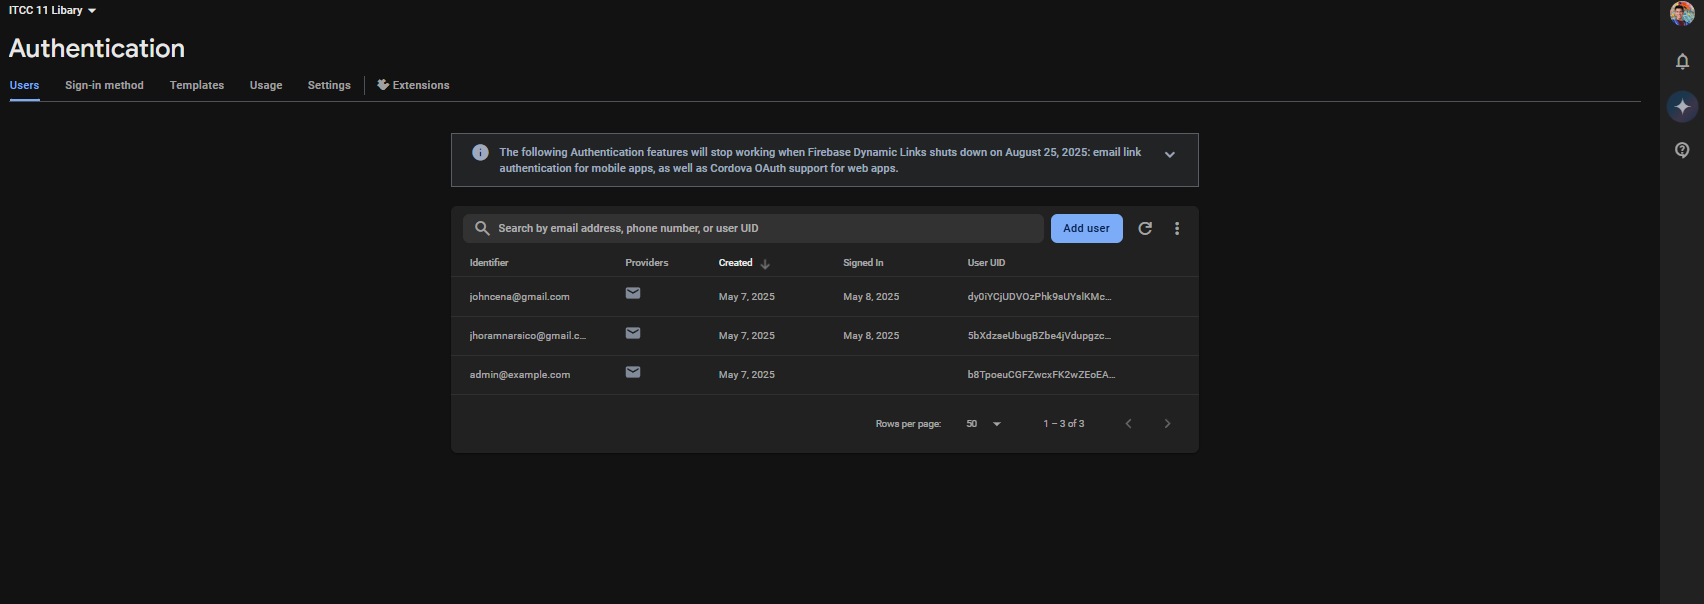 ITCC 11 Libary
Authentication
Users Sign-in method Templates Usage Settings Extensions
The following Authentication features will stop working when Firebase Dynamic Links shuts down on August 25, 2025: email link
authentication for mobile apps, as well as Cordova OAuth support for web apps.
Search by email address, phone number, or user UID Add user
Identifier Providers Created Signed In User UID
johncena@gmail.com May 7, 2025 May 8, 2025 dy0iYCjUDVOzPhk9sUYalKMc...
jhoramnarsico@gmail.c... May 7, 2025 May 8, 2025 5bXdzseUbugBZbe4jVdupgzc...
admin@example.com May 7, 2025 b8TpoeuCGFZwcxFK2wZEoEA...
Rows per page: 50 1 – 3 of 3